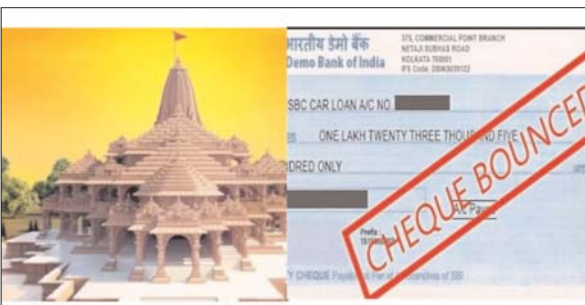 भारतीय डेमो बैंक
Demo Bank of India
375, COMMERCIAL POINT BRANCH
NETAJI SUBHAS ROAD
KOLKATA 700001
IFS Code:
SBC CAR LOAN A/C NO.
ONE LAKH TWENTY THREE THOUSAND FIVE
DRED ONLY
A/C Payee
Prefix :
CHEQUE BOUNCED
Y CHEQUE Payable at Par at Branches of SBI